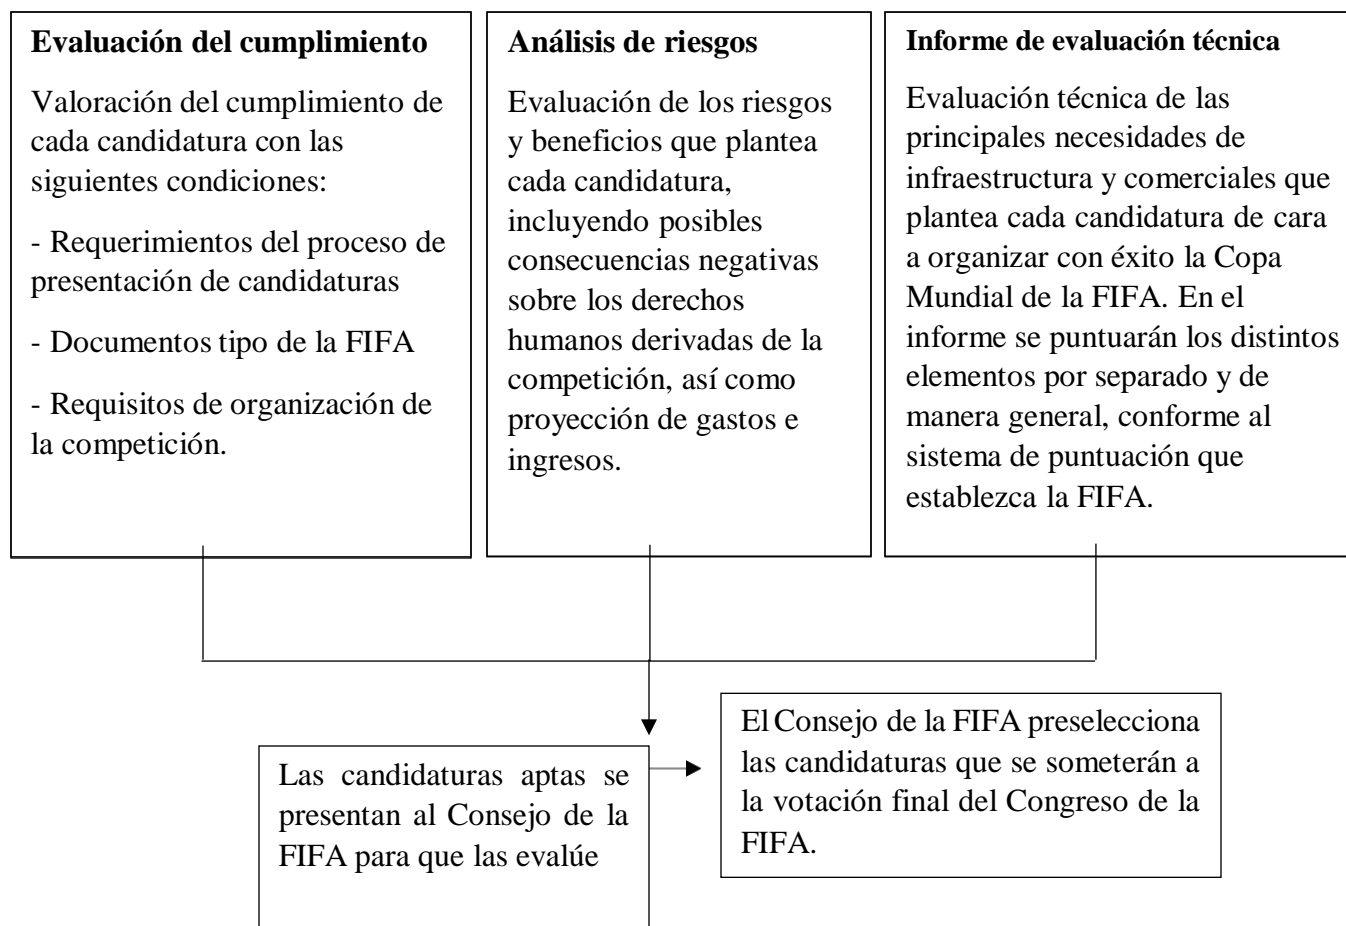 Evaluación del cumplimiento
Valoración del cumplimiento de
cada candidatura con las
siguientes condiciones:
- Requerimientos del proceso de
presentación de candidaturas
- Documentos tipo de la FIFA
- Requisitos de organización de
la competición.
Análisis de riesgos
Evaluación de los riesgos
y beneficios que plantea
cada candidatura,
incluyendo posibles
consecuencias negativas
sobre los derechos
humanos derivadas de la
competición, así como
proyección de gastos e
ingresos.
Informe de evaluación técnica
Evaluación técnica de las
principales necesidades de
infraestructura y comerciales que
plantea cada candidatura de cara
a organizar con éxito la Copa
Mundial de la FIFA. En el
informe se puntuarán los distintos
elementos por separado y de
manera general, conforme al
sistema de puntuación que
establezca la FIFA.
Las candidaturas aptas se
presentan al Consejo de la
FIFA para que las evalúe
El Consejo de la FIFA preselecciona
las candidaturas que se someterán a
la votación final del Congreso de la
FIFA.